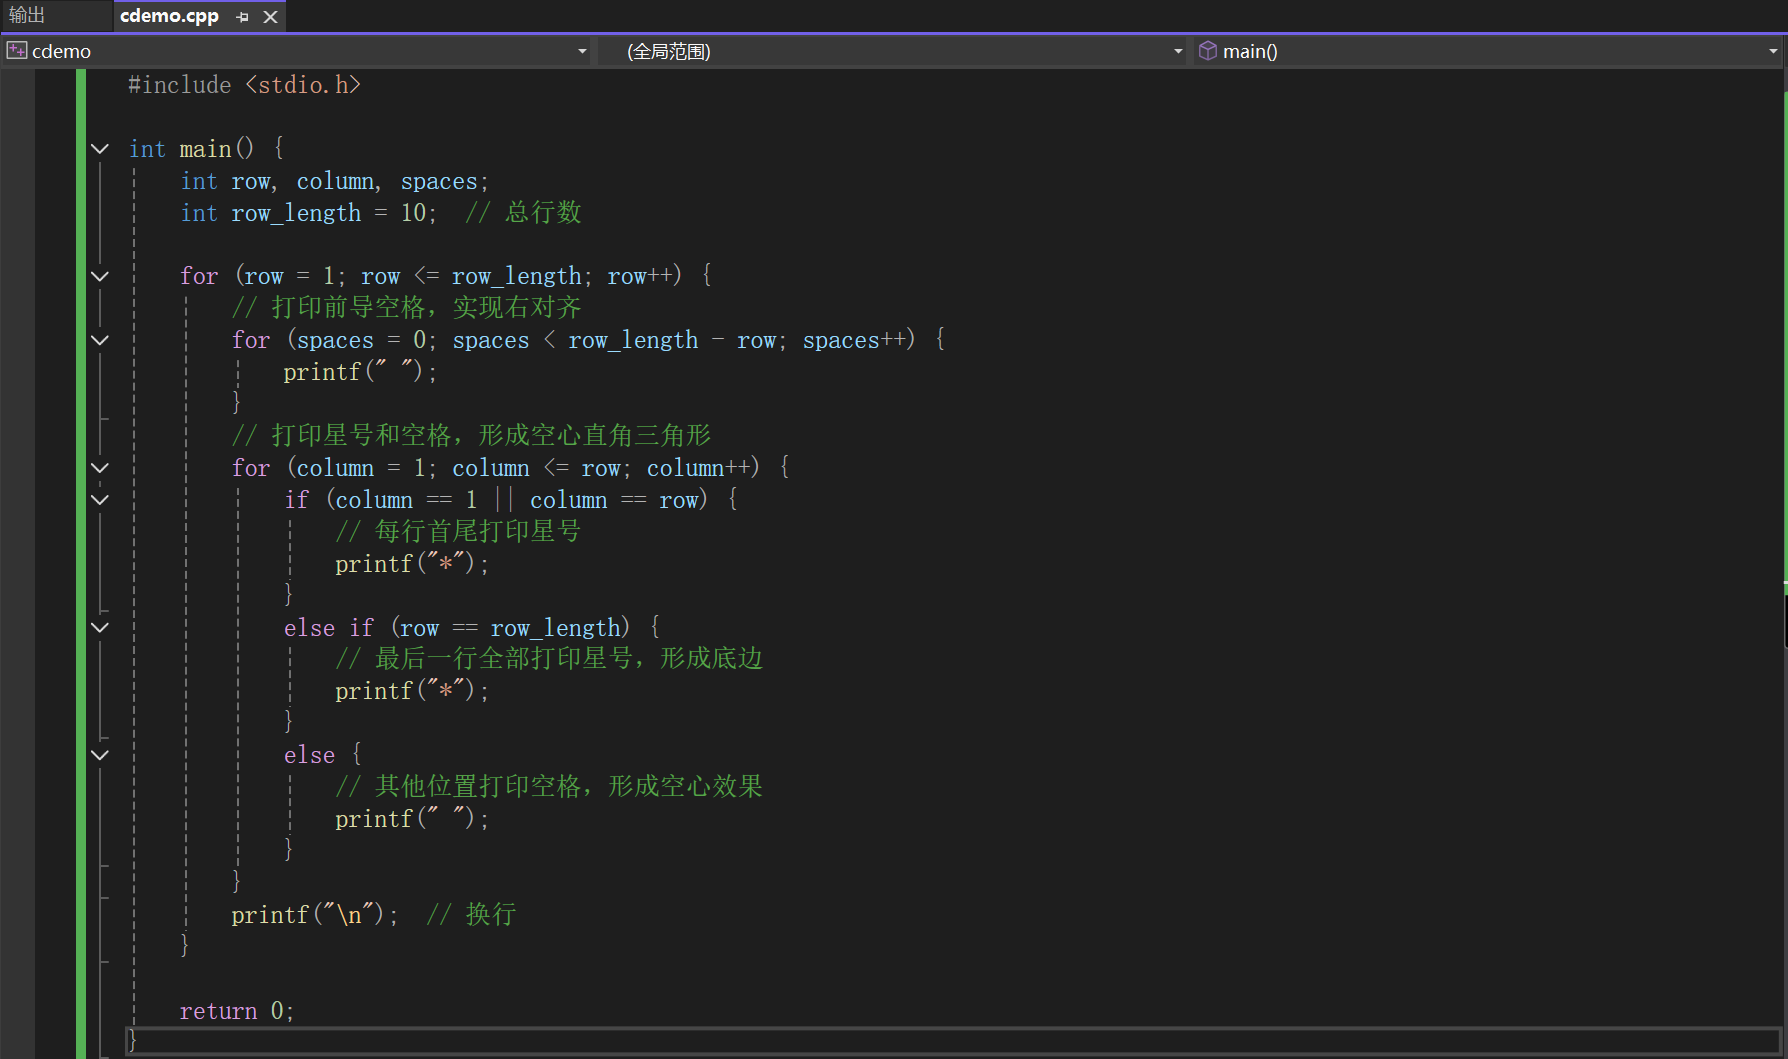 输出 cdemo.cpp
cdemo (全局范围) main()
#include <stdio.h>
int main() {
int row, column, spaces;
int row_length = 10; // 总行数
for (row = 1; row <= row_length; row++) {
// 打印前导空格，实现右对齐
for (spaces = 0; spaces < row_length - row; spaces++) {
printf(" ");
}
// 打印星号和空格，形成空心直角三角形
for (column = 1; column <= row; column++) {
if (column == 1 || column == row) {
// 每行首尾打印星号
printf("*");
}
else if (row == row_length) {
// 最后一行全部打印星号，形成底边
printf("*");
}
else {
// 其他位置打印空格，形成空心效果
printf(" ");
}
}
printf("\n"); // 换行
}
return 0;
}